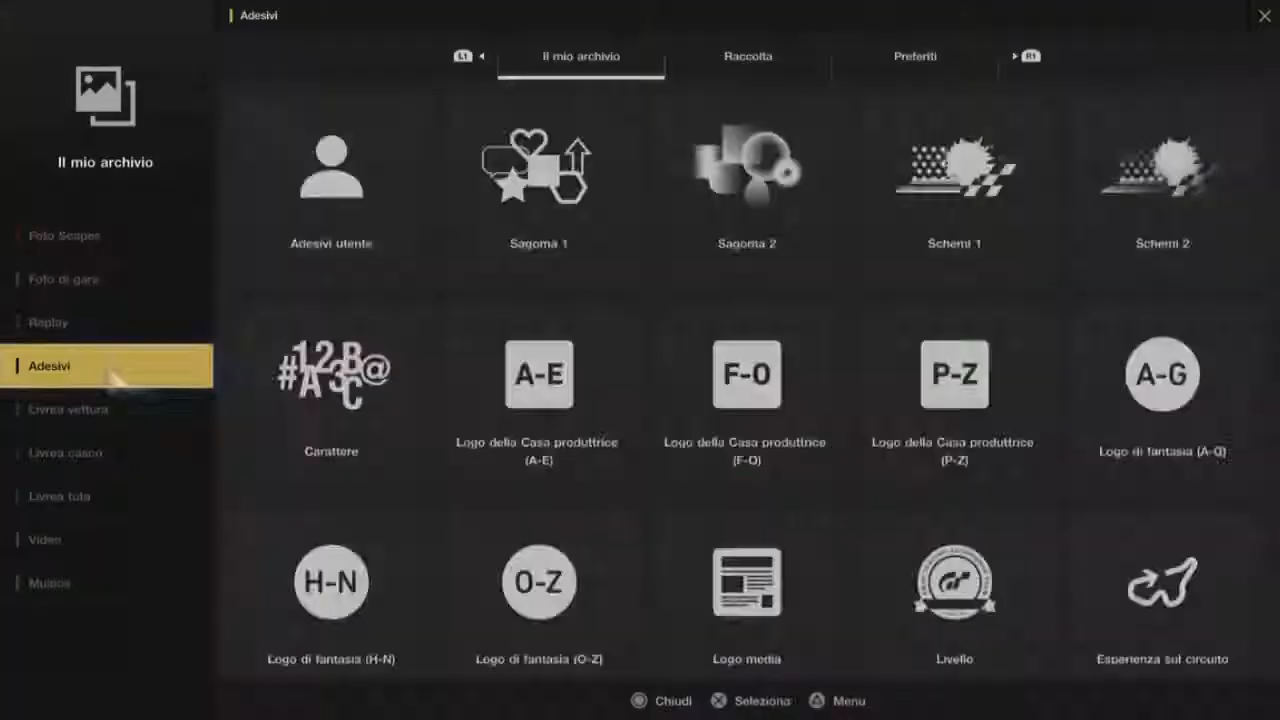 Adesivi
L1
Il mio archivio
Raccolta
Preferiti
R1
Il mio archivio
Foto Scapes
Foto di gara
Replay
Adesivi
Livrea vettura
Livrea casco
Livrea tuta
Video
Musica
Adesivi utente
Sagoma 1
Sagoma 2
Schemi 1
Schemi 2
#123ABC@
Carattere
A-E
Logo della Casa produttrice
(A-E)
F-O
Logo della Casa produttrice
(F-O)
P-Z
Logo della Casa produttrice
(P-Z)
A-G
Logo di fantasia (A-G)
H-N
Logo di fantasia (H-N)
O-Z
Logo di fantasia (O-Z)
Logo media
Livello
Esperienza sul circuito
Chiudi
Seleziona
Menu